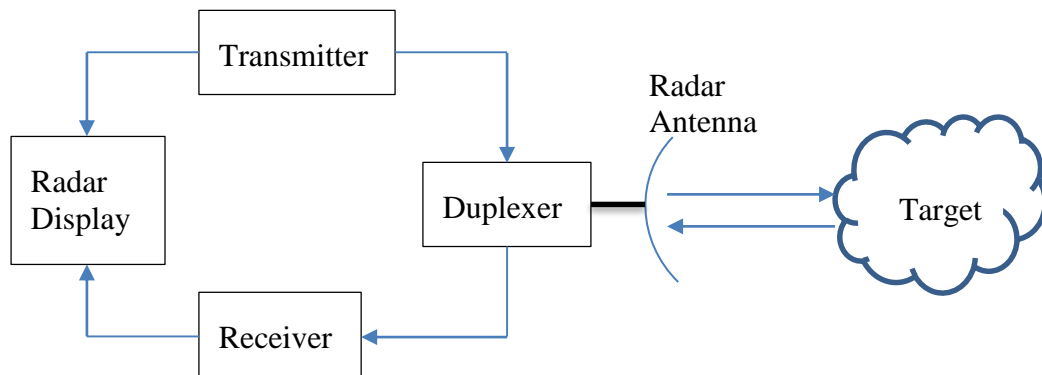 Transmitter
Radar
Antenna
Radar
Display
Duplexer
Target
Receiver